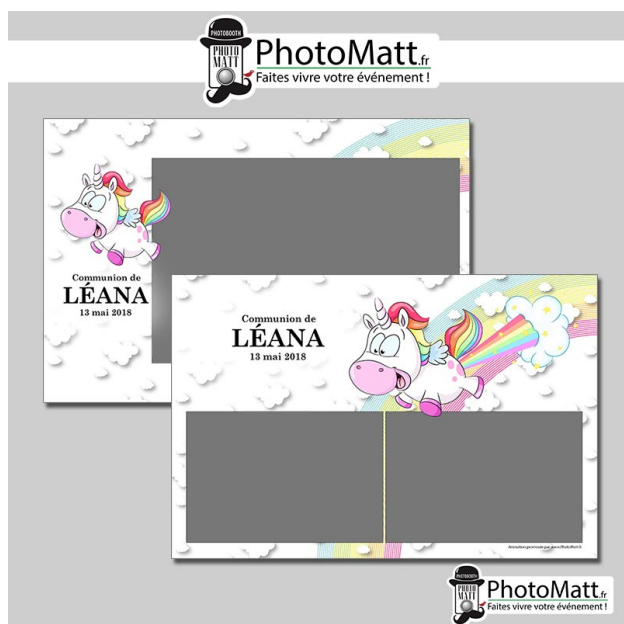 PHOTOBOOTH
PHOTO
MATT
PhotoMatt.fr
Faites vivre votre événement !
Communion de
LÉANA
13 mai 2018
Communion de
LÉANA
13 mai 2018
PHOTOBOOTH
PHOTO
MATT
PhotoMatt.fr
Faites vivre votre événement !